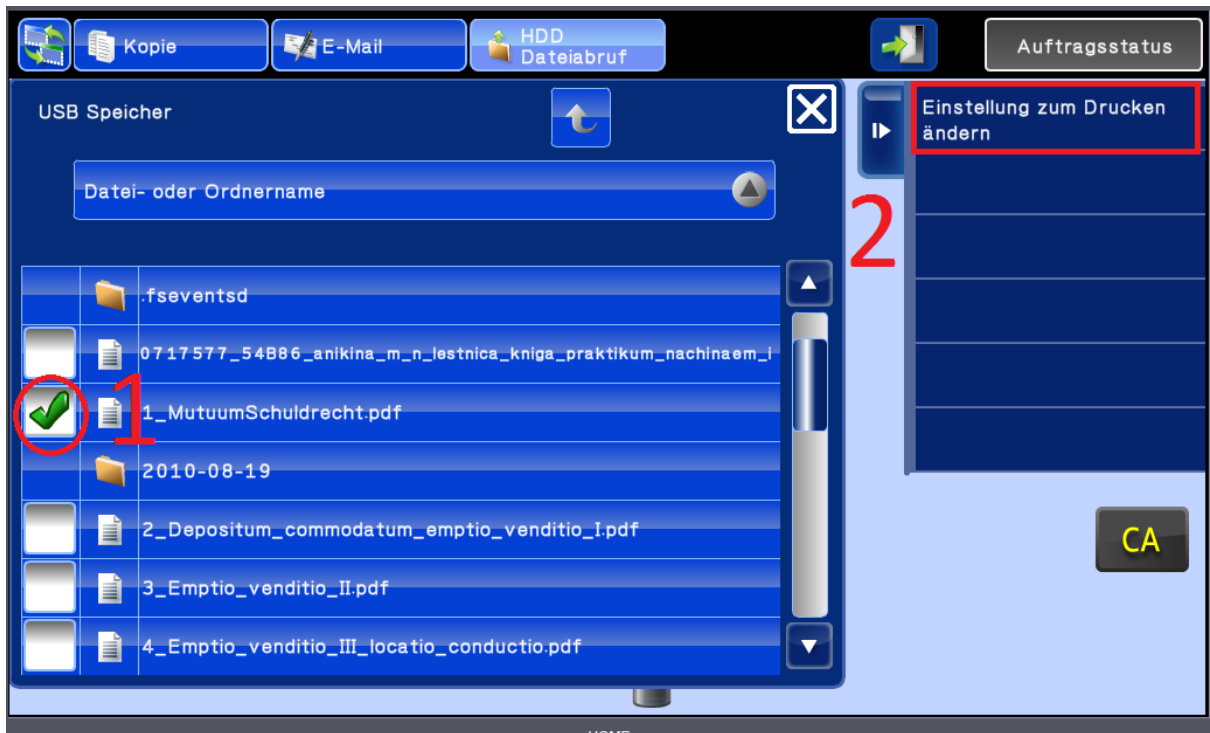 Kopie
E-Mail
HDD
Dateiabruf
Auftragsstatus
USB Speicher
Einstellung zum Drucken
ändern
Datei- oder Ordnername
2
.fseventsd
0717577_54B86_anikina_m_n_lestnica_kniga_praktikum_nachinaem_i
1
1_MutuumSchuldrecht.pdf
2010-08-19
2_Depositum_commodatum_emptio_venditio_I.pdf
CA
3_Emptio_venditio_II.pdf
4_Emptio_venditio_III_locatio_conductio.pdf